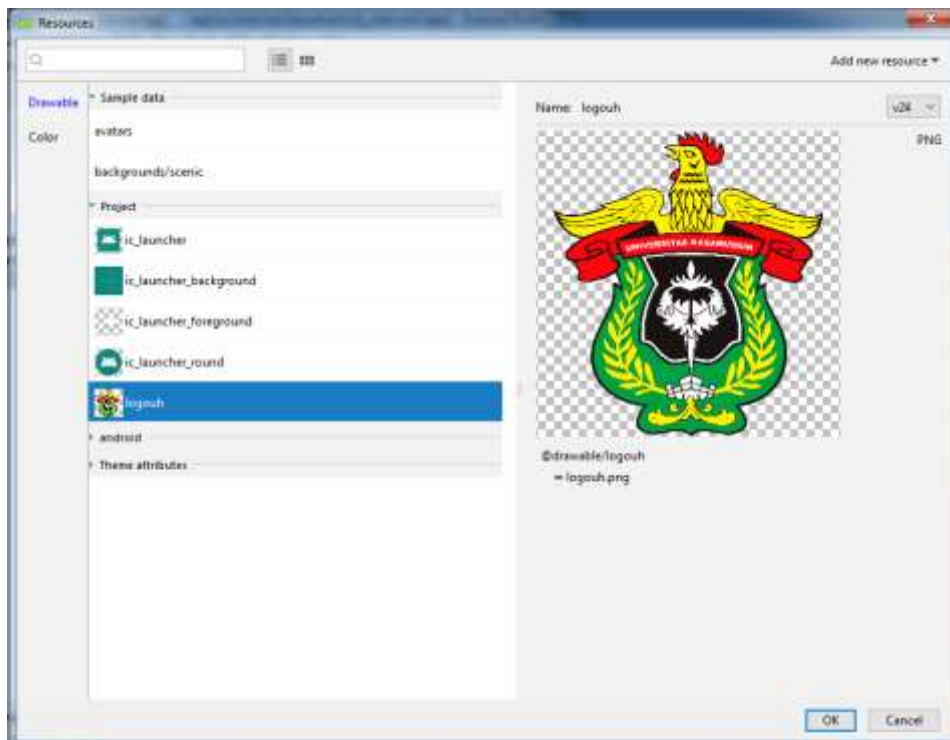 Resources
Add new resource
Drawable
Color
Sample data
avatars
backgrounds/scenic
Project
ic_launcher
ic_launcher_background
ic_launcher_foreground
ic_launcher_round
logouh
android
Theme attributes
Name: logouh
v24
PNG
UNIVERSITAS HASANUDDIN
@drawable/logouh
= logouh.png
OK
Cancel